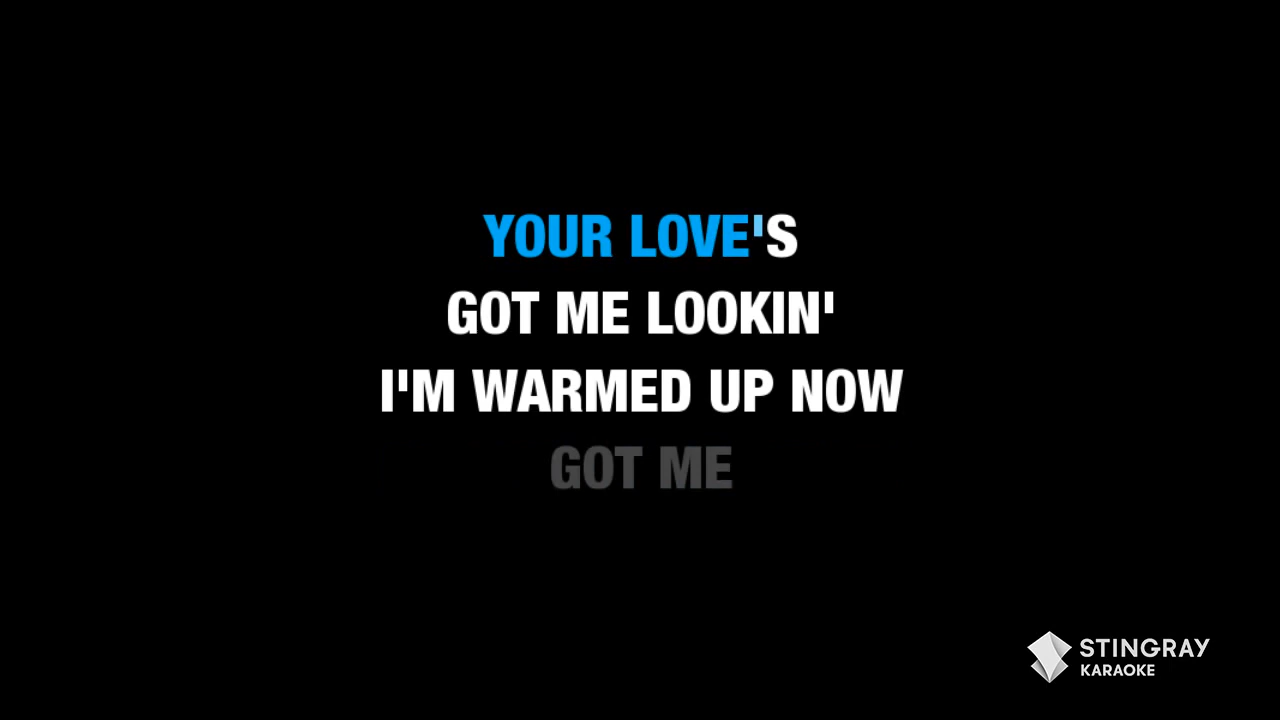 YOUR LOVE'S
GOT ME LOOKIN'
I'M WARMED UP NOW
GOT ME
STINGRAY
KARAOKE